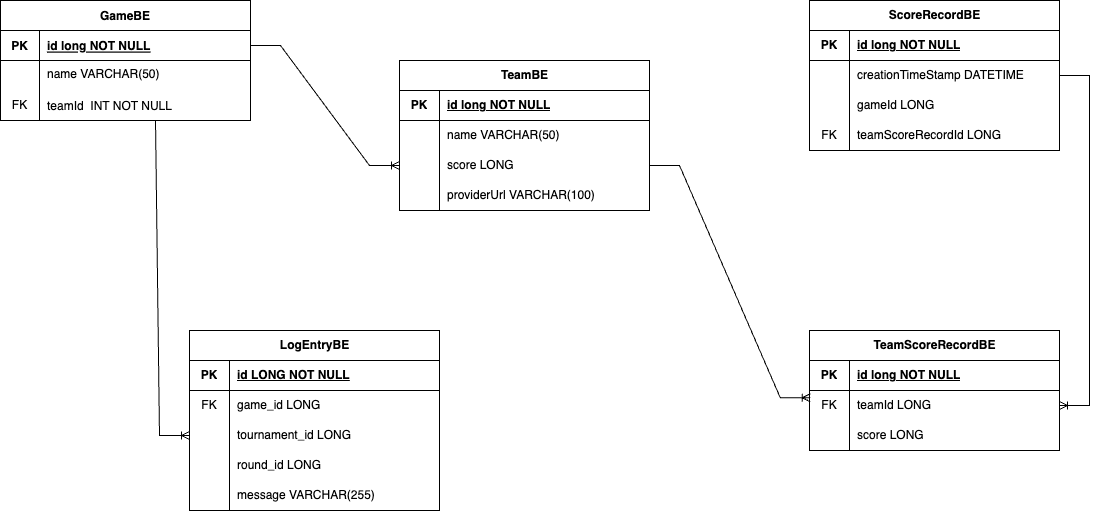 GameBE
PK id long NOT NULL
name VARCHAR(50)
FK teamId INT NOT NULL
TeamBE
PK id long NOT NULL
name VARCHAR(50)
score LONG
providerUrl VARCHAR(100)
ScoreRecordBE
PK id long NOT NULL
creationTimeStamp DATETIME
gameId LONG
FK teamScoreRecordId LONG
LogEntryBE
PK id LONG NOT NULL
FK game_id LONG
tournament_id LONG
round_id LONG
message VARCHAR(255)
TeamScoreRecordBE
PK id long NOT NULL
FK teamId LONG
score LONG